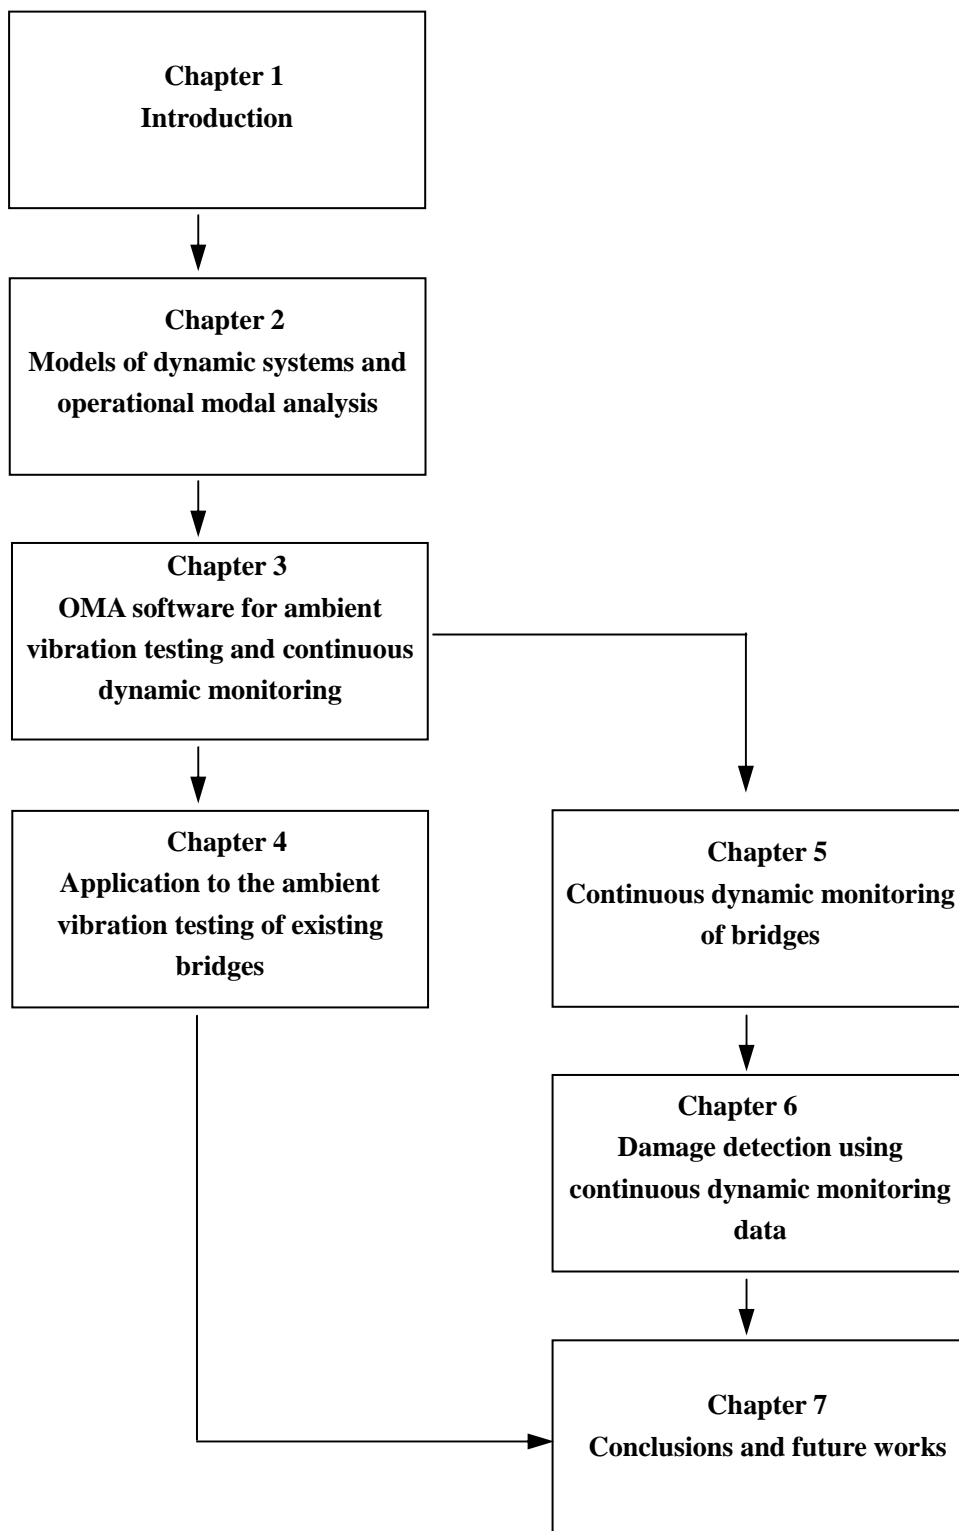 Chapter 1
Introduction
Chapter 2
Models of dynamic systems and
operational modal analysis
Chapter 3
OMA software for ambient
vibration testing and continuous
dynamic monitoring
Chapter 4
Application to the ambient
vibration testing of existing
bridges
Chapter 5
Continuous dynamic monitoring
of bridges
Chapter 6
Damage detection using
continuous dynamic monitoring
data
Chapter 7
Conclusions and future works